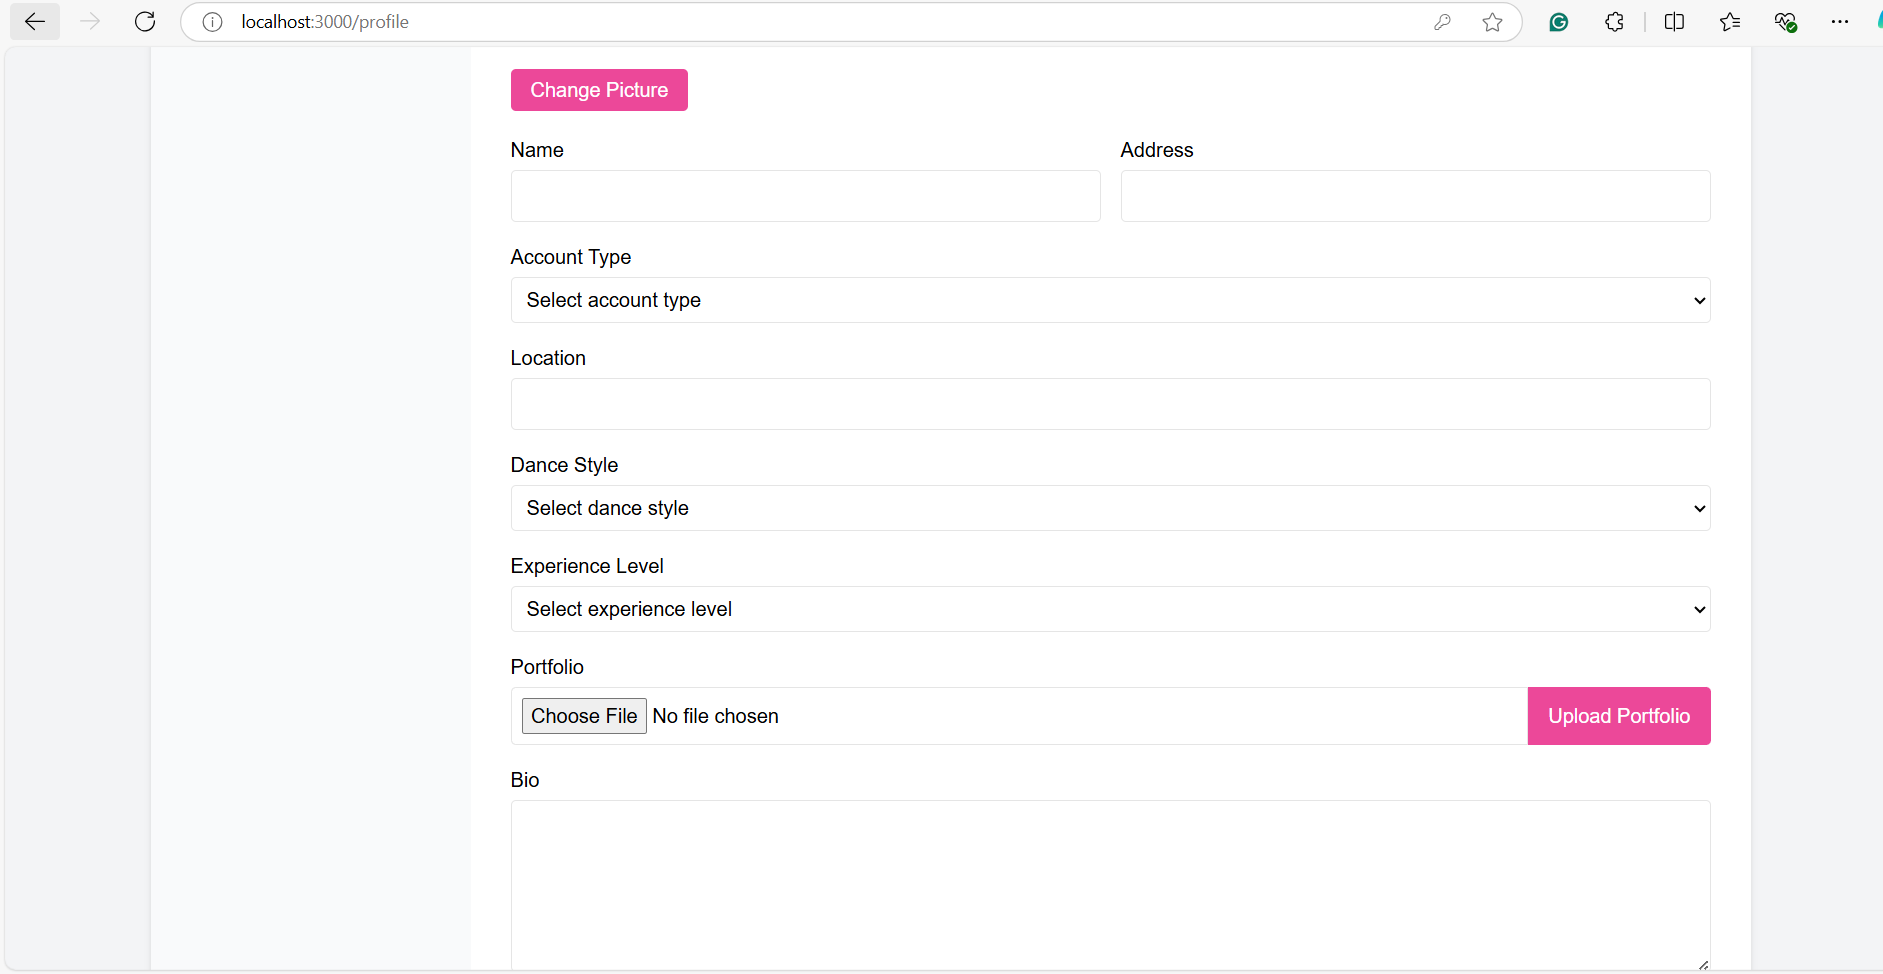 localhost:3000/profile
Change Picture
Name Address
Account Type
Select account type
Location
Dance Style
Select dance style
Experience Level
Select experience level
Portfolio
Choose File No file chosen Upload Portfolio
Bio